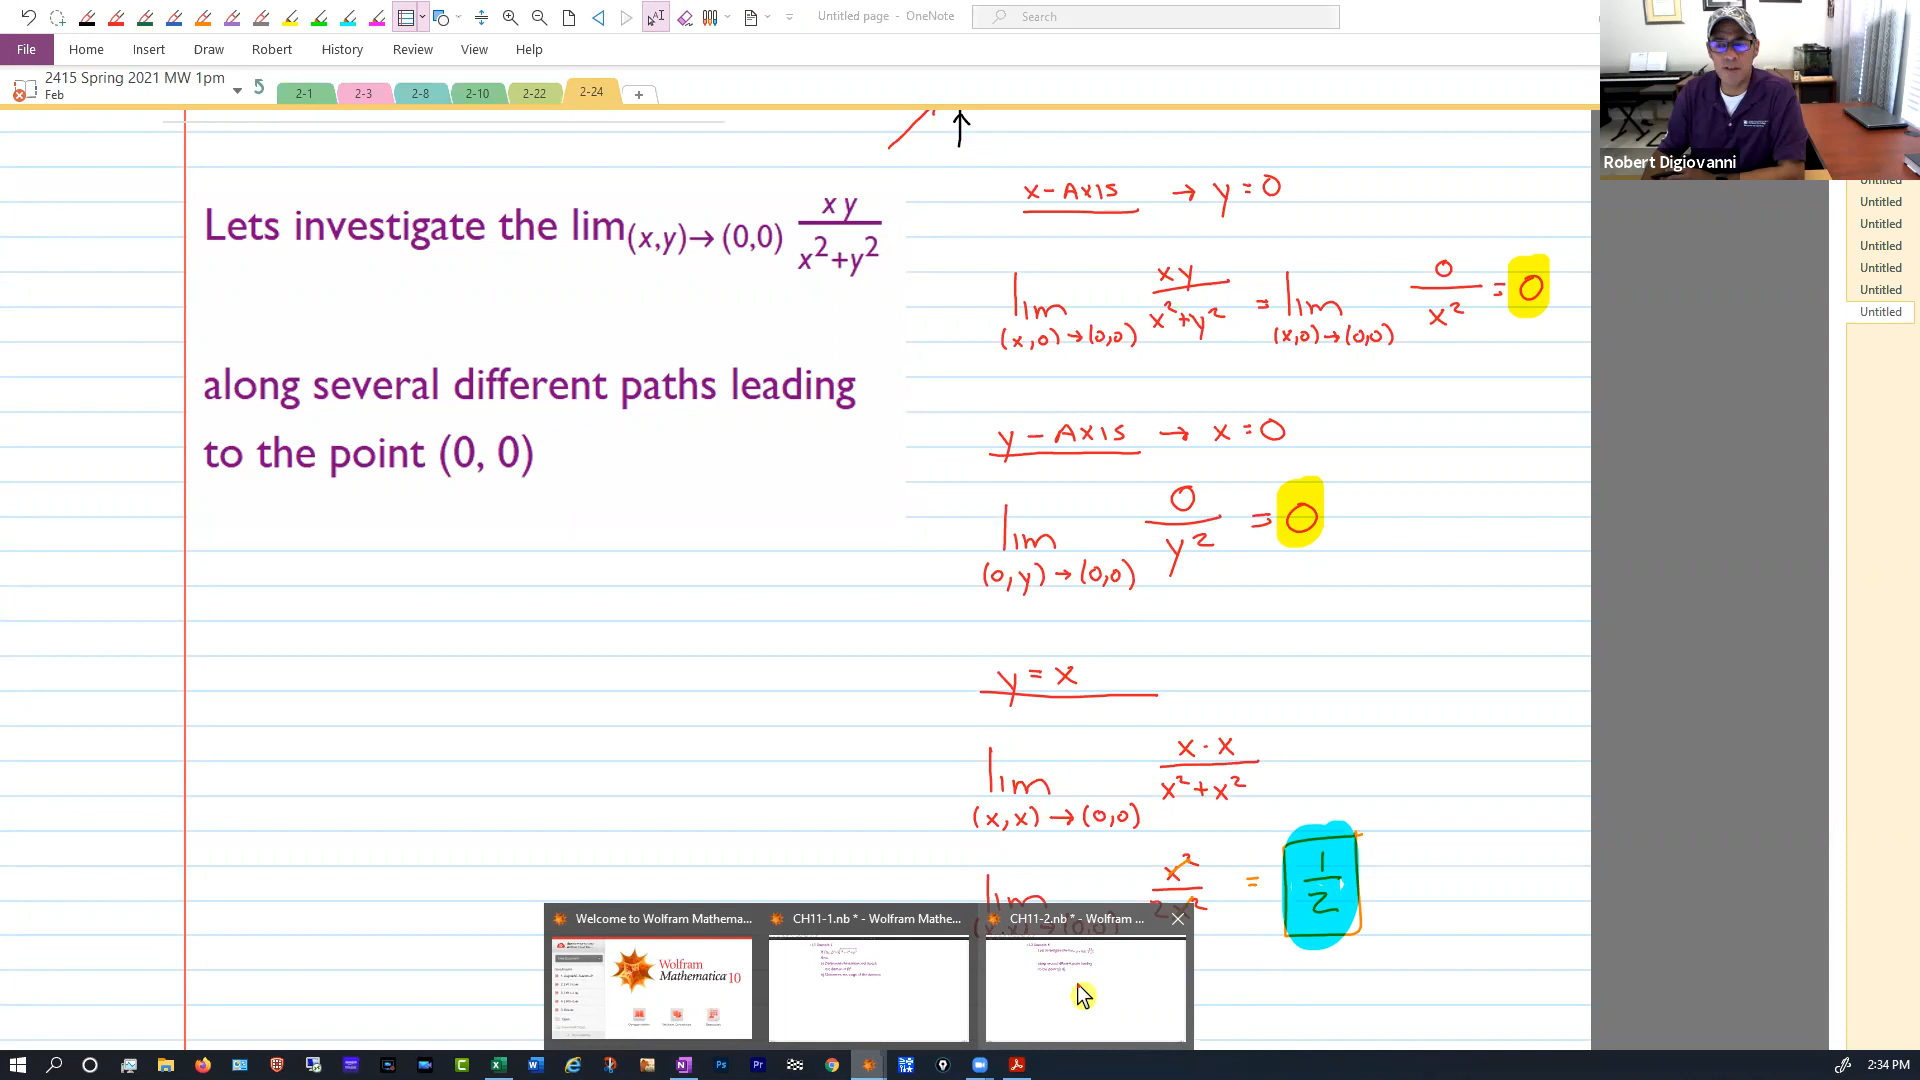 Untitled page - OneNote
Search
File Home Insert Draw Robert History Review View Help
2415 Spring 2021 MW 1pm
Feb
2-1 2-3 2-8 2-10 2-22 2-24 +
Robert Digiovanni
Untitled
Untitled
Untitled
Untitled
Untitled
Untitled
Untitled
Lets investigate the lim(x,y)→(0,0) xy/(x²+y²)
along several different paths leading
to the point (0, 0)
x-AXIS → y=0
lim (x,0)→(0,0) xy/(x²+y²) = lim (x,0)→(0,0) 0/x² = 0
y-AXIS → x=0
lim (0,y)→(0,0) 0/y² = 0
y=x
lim (x,x)→(0,0) x·x/(x²+x²)
lim (x,x)→(0,0) x²/2x² = 1/2
Welcome to Wolfram Mathema...
CH11-1.nb * - Wolfram Mathe...
CH11-2.nb * - Wolfram ...
Wolfram
Mathematica 10
2:34 PM